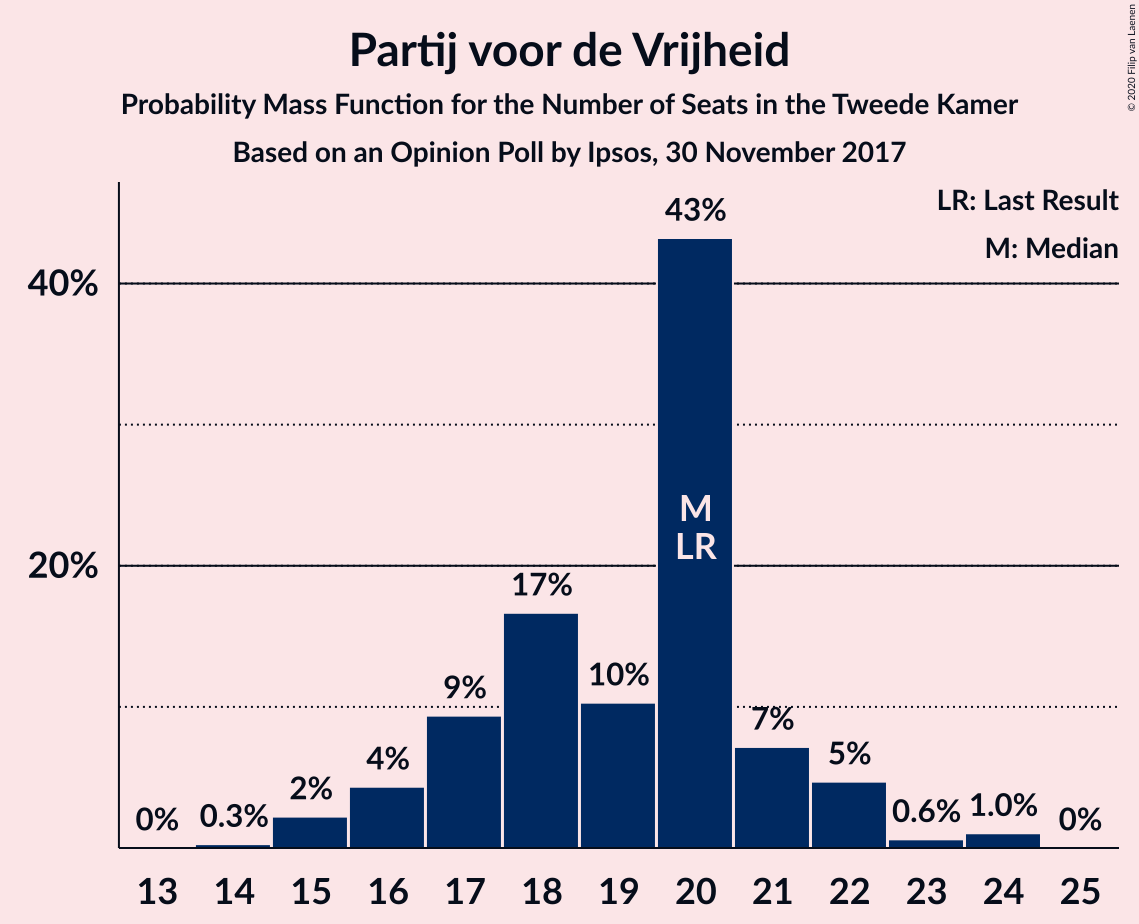 Partij voor de Vrijheid
Probability Mass Function for the Number of Seats in the Tweede Kamer
Based on an Opinion Poll by Ipsos, 30 November 2017
© 2020 Filip van Laenen
LR: Last Result
M: Median
40%
20%
0%
0.3%
2%
4%
9%
17%
10%
43%
7%
5%
0.6%
1.0%
0%
M
LR
13 14 15 16 17 18 19 20 21 22 23 24 25